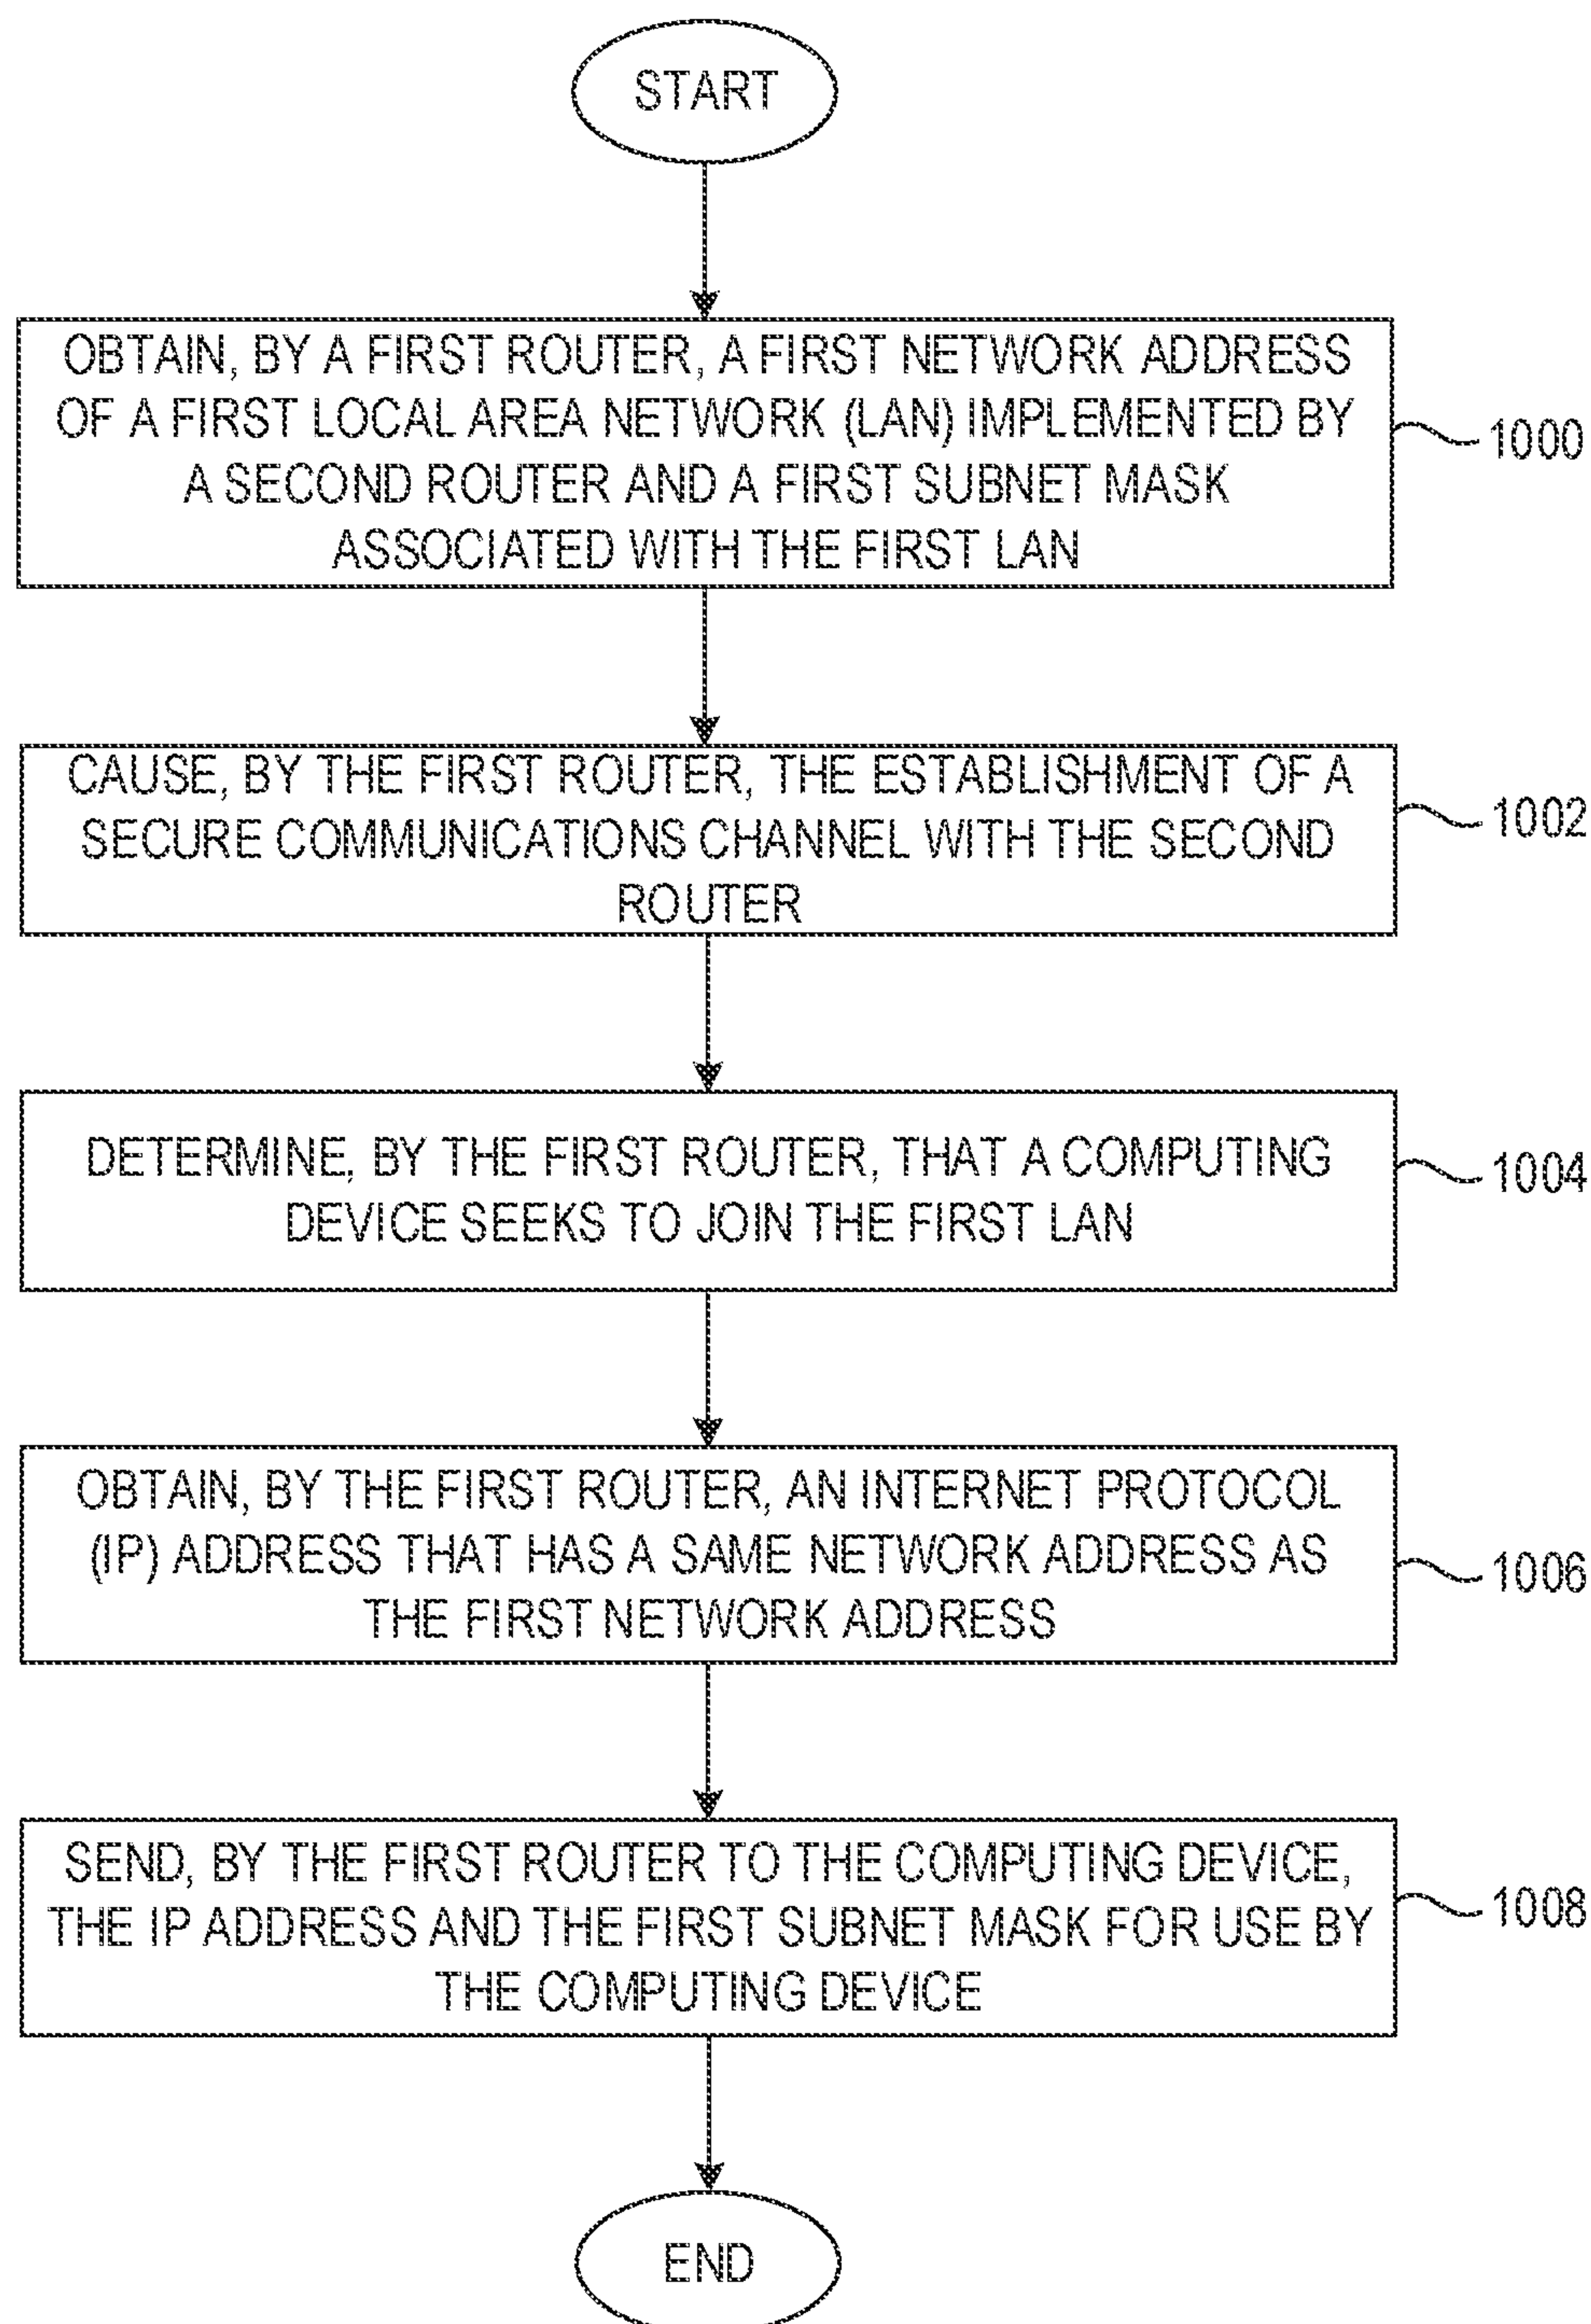 START
OBTAIN, BY A FIRST ROUTER, A FIRST NETWORK ADDRESS
OF A FIRST LOCAL AREA NETWORK (LAN) IMPLEMENTED BY
A SECOND ROUTER AND A FIRST SUBNET MASK
ASSOCIATED WITH THE FIRST LAN
1000
CAUSE, BY THE FIRST ROUTER, THE ESTABLISHMENT OF A
SECURE COMMUNICATIONS CHANNEL WITH THE SECOND
ROUTER
1002
DETERMINE, BY THE FIRST ROUTER, THAT A COMPUTING
DEVICE SEEKS TO JOIN THE FIRST LAN
1004
OBTAIN, BY THE FIRST ROUTER, AN INTERNET PROTOCOL
(IP) ADDRESS THAT HAS A SAME NETWORK ADDRESS AS
THE FIRST NETWORK ADDRESS
1006
SEND, BY THE FIRST ROUTER TO THE COMPUTING DEVICE,
THE IP ADDRESS AND THE FIRST SUBNET MASK FOR USE BY
THE COMPUTING DEVICE
1008
END